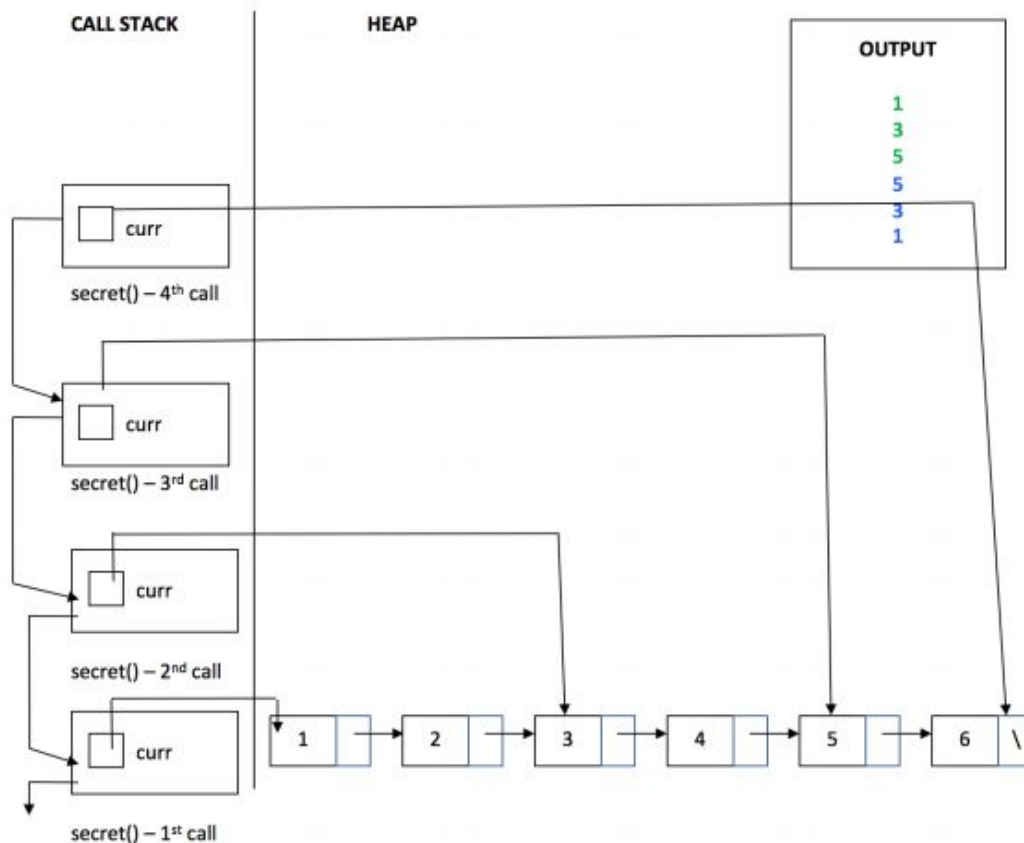 CALL STACK
HEAP
OUTPUT
1
3
5
5
3
1
curr
secret() – 4th call
curr
secret() – 3rd call
curr
secret() – 2nd call
curr
secret() – 1st call
1 2 3 4 5 6 \